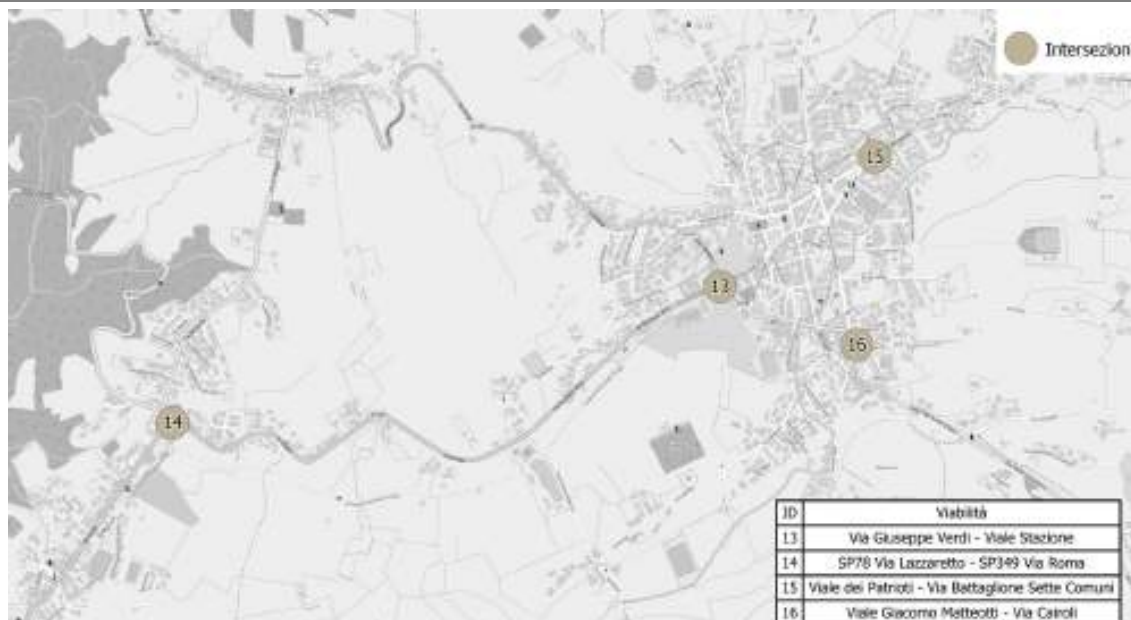 Intersezion
15
13
16
14
ID Viabilità
13 Via Giuseppe Verdi - Viale Stazione
14 SP78 Via Lazzaretto - SP349 Via Roma
15 Viale dei Patrioti - Via Battaglione Sette Comuni
16 Viale Giacomo Matteotti - Via Cairoli